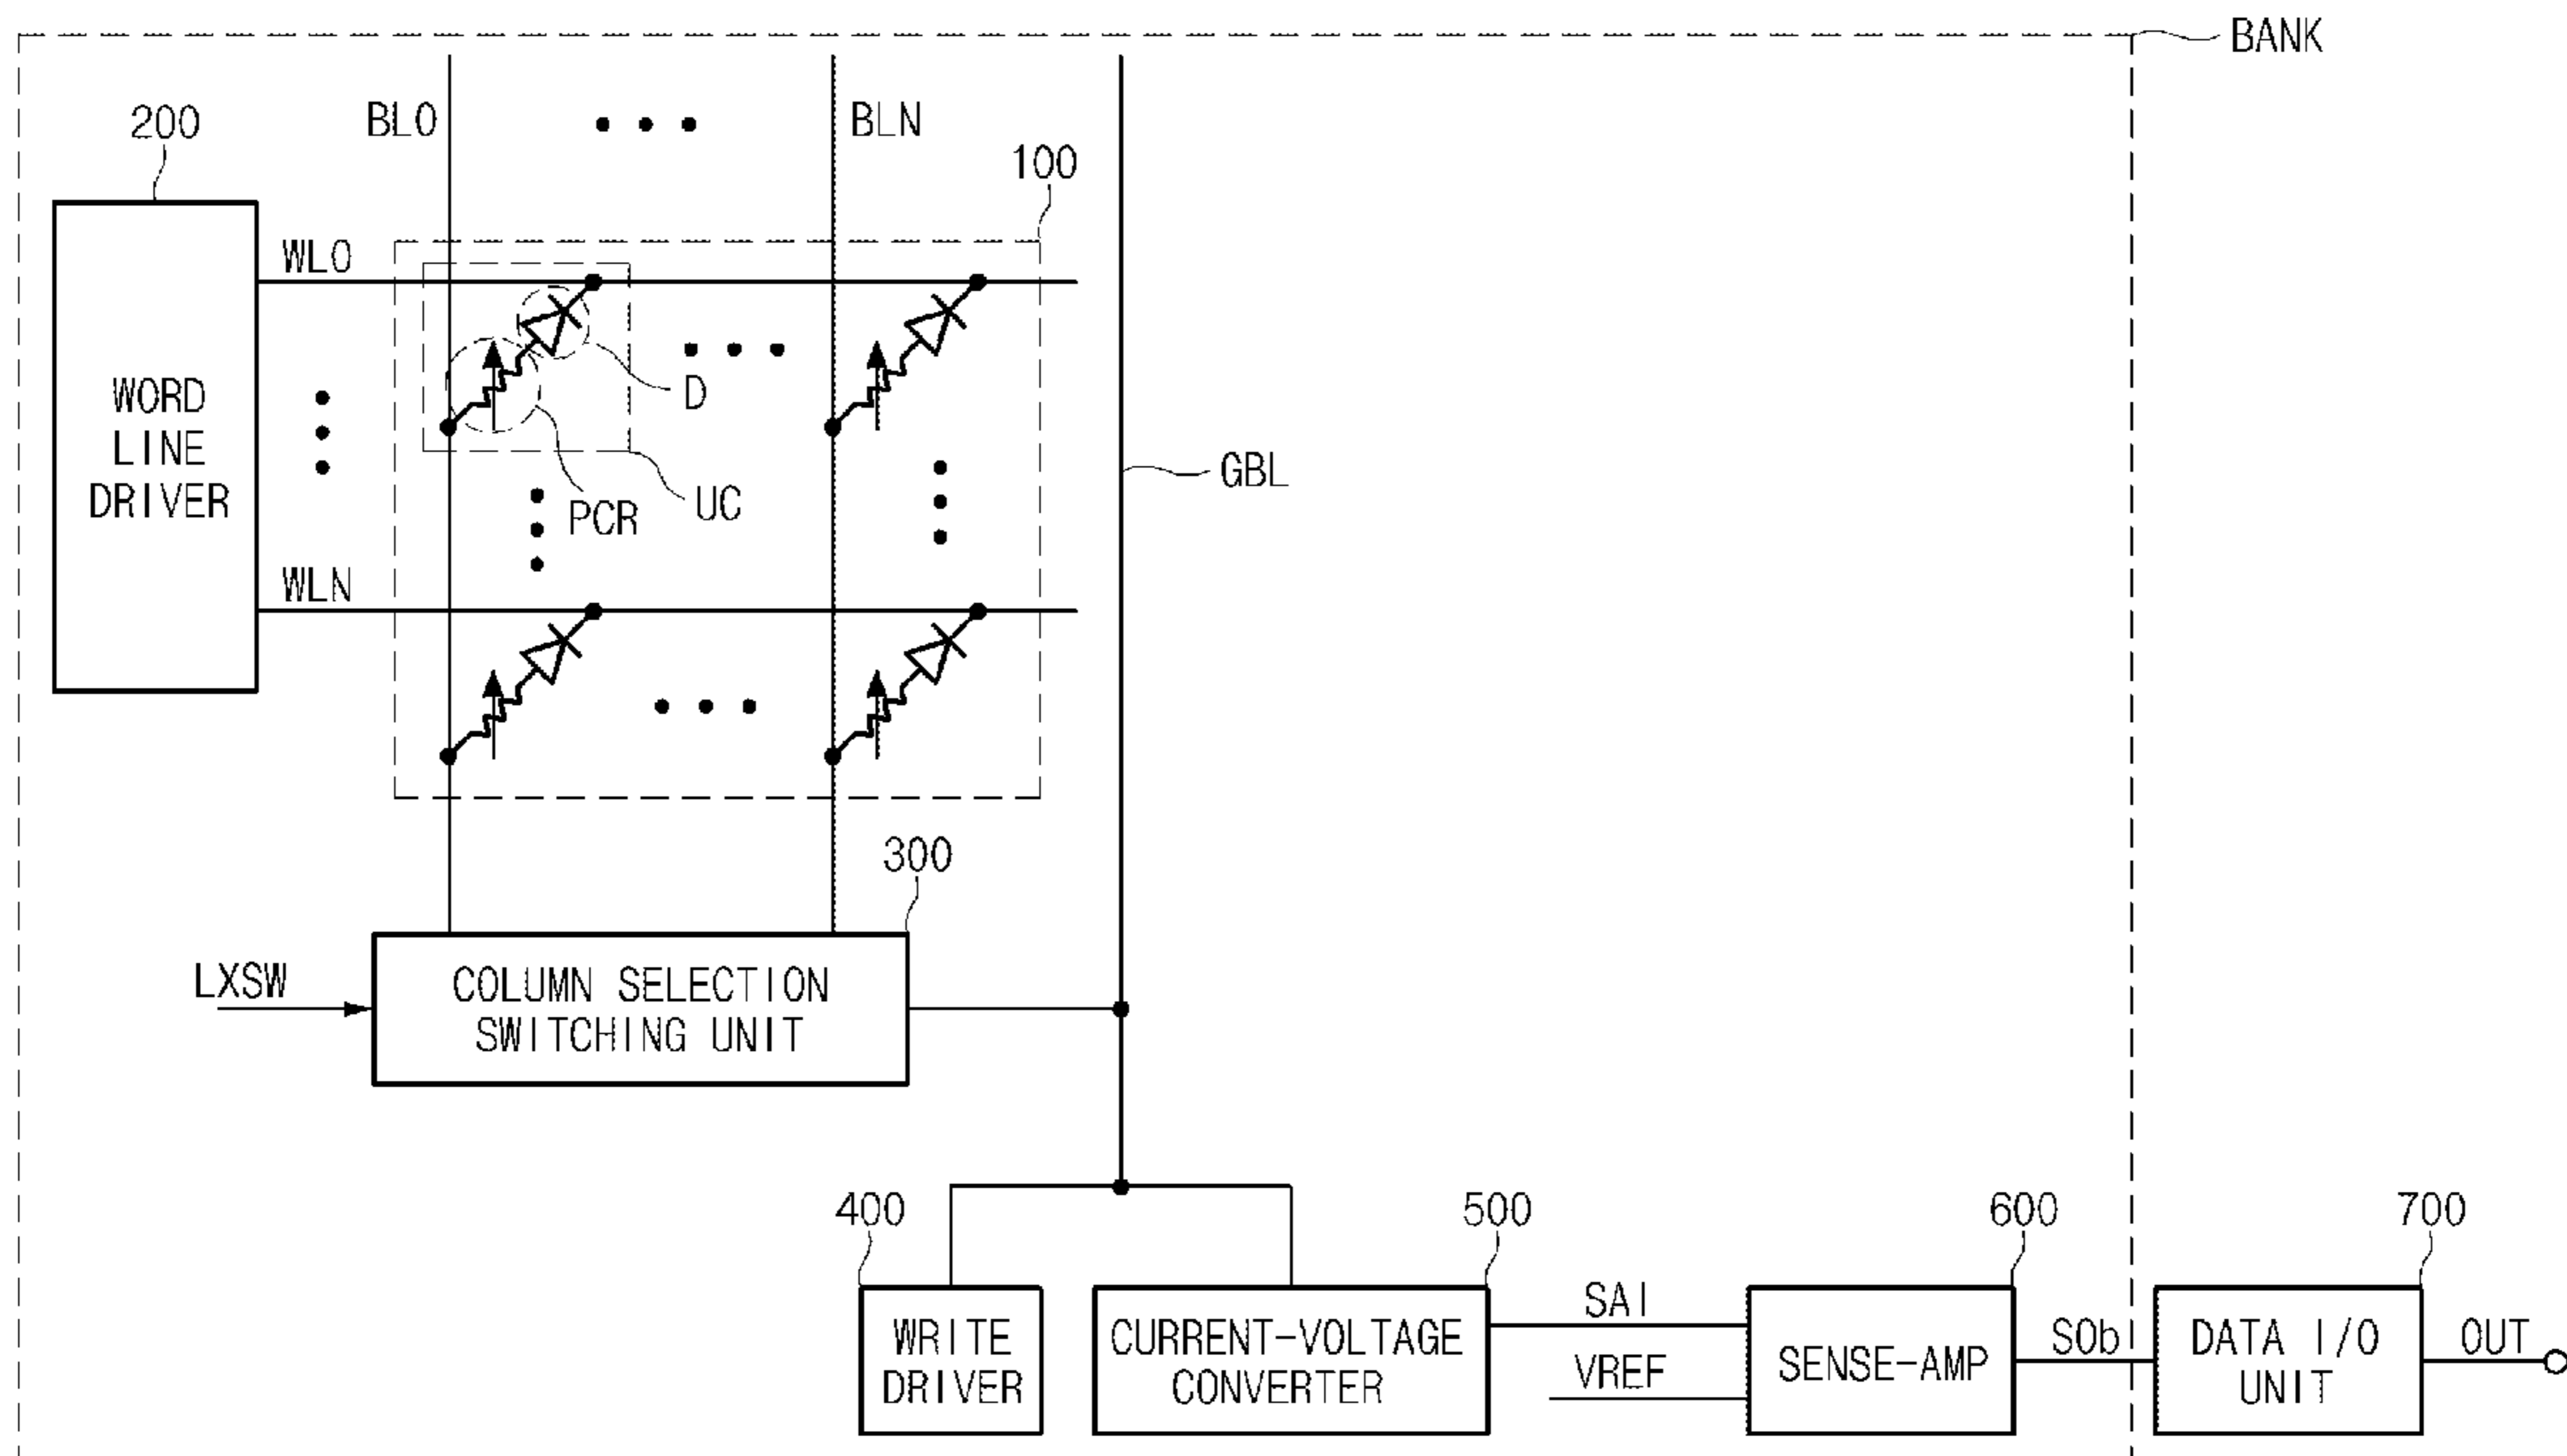 BANK
200
BL0
BLN
100
WL0
WORD
LINE
DRIVER
D
PCR
UC
GBL
WLN
300
LXSW
COLUMN SELECTION
SWITCHING UNIT
400
500
600
700
WRITE
DRIVER
CURRENT-VOLTAGE
CONVERTER
SAI
VREF
SENSE-AMP
SOb
DATA I/O
UNIT
OUT